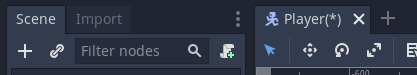 Scene Import
Player(*)
Filter nodes
-600